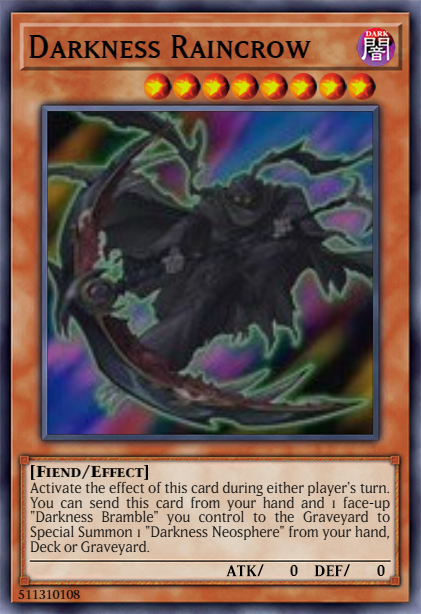 Darkness Raincrow
DARK
闇
[Fiend/Effect]
Activate the effect of this card during either player's turn.
You can send this card from your hand and 1 face-up
"Darkness Bramble" you control to the Graveyard to
Special Summon 1 "Darkness Neosphere" from your hand,
Deck or Graveyard.
ATK/ 0 DEF/ 0
511310108